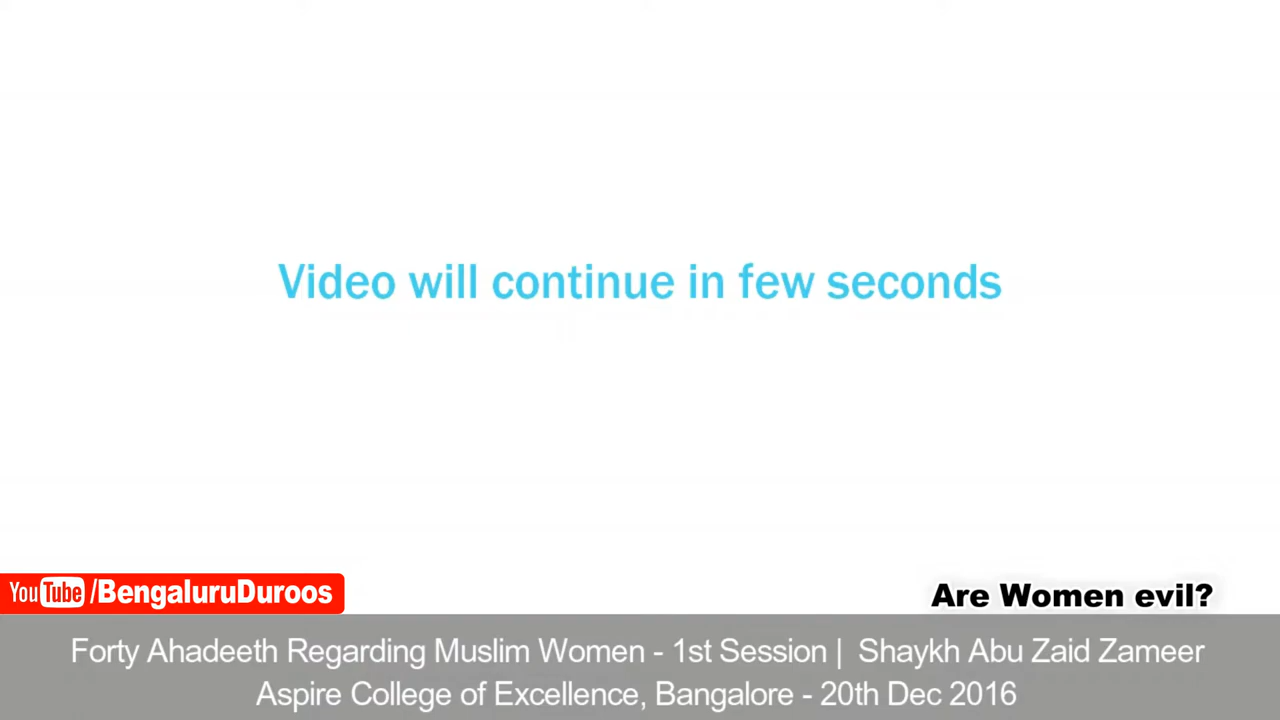 Video will continue in few seconds
YouTube /BengaluruDuroos
Are Women evil?
Forty Ahadeeth Regarding Muslim Women - 1st Session | Shaykh Abu Zaid Zameer
Aspire College of Excellence, Bangalore - 20th Dec 2016